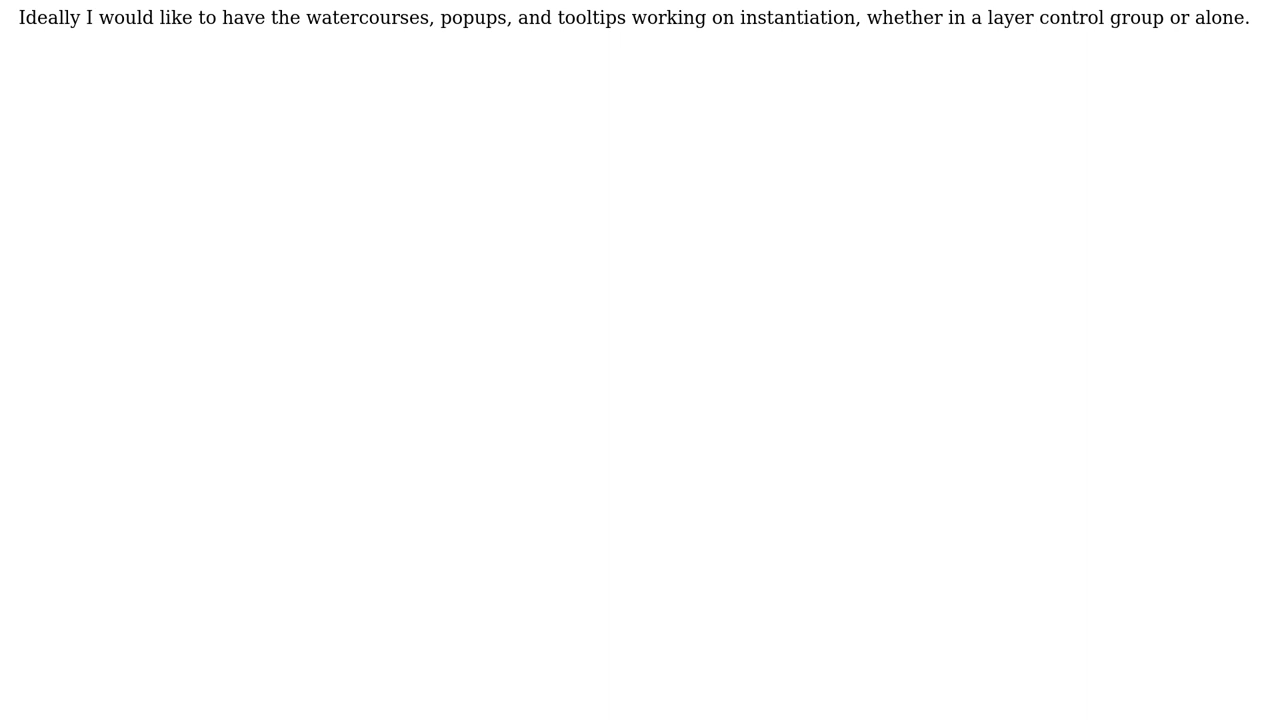 Ideally I would like to have the watercourses, popups, and tooltips working on instantiation, whether in a layer control group or alone.